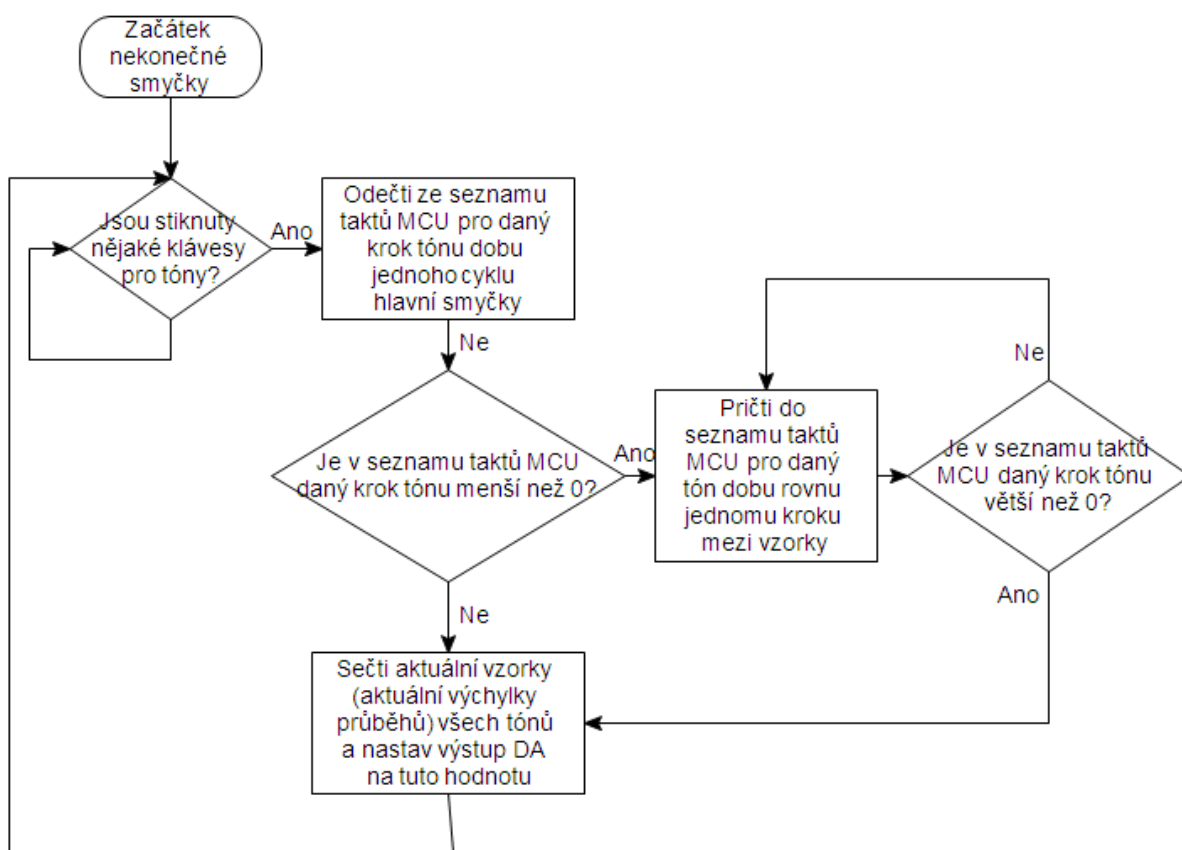 Začátek
nekonečné
smyčky
Jsou stiknuty
nějaké klávesy
pro tóny?
Ano
Odečti ze seznamu
taktů MCU pro daný
krok tónu dobu
jednoho cyklu
hlavní smyčky
Ne
Je v seznamu taktů MCU
daný krok tónu menší než 0?
Ano
Pričti do
seznamu taktů
MCU pro daný
tón dobu rovnu
jednomu kroku
mezi vzorky
Ne
Je v seznamu taktů
MCU daný krok tónu
větší než 0?
Ano
Ne
Sečti aktuální vzorky
(aktuální výchylky
průběhů) všech tónů
a nastav výstup DA
na tuto hodnotu